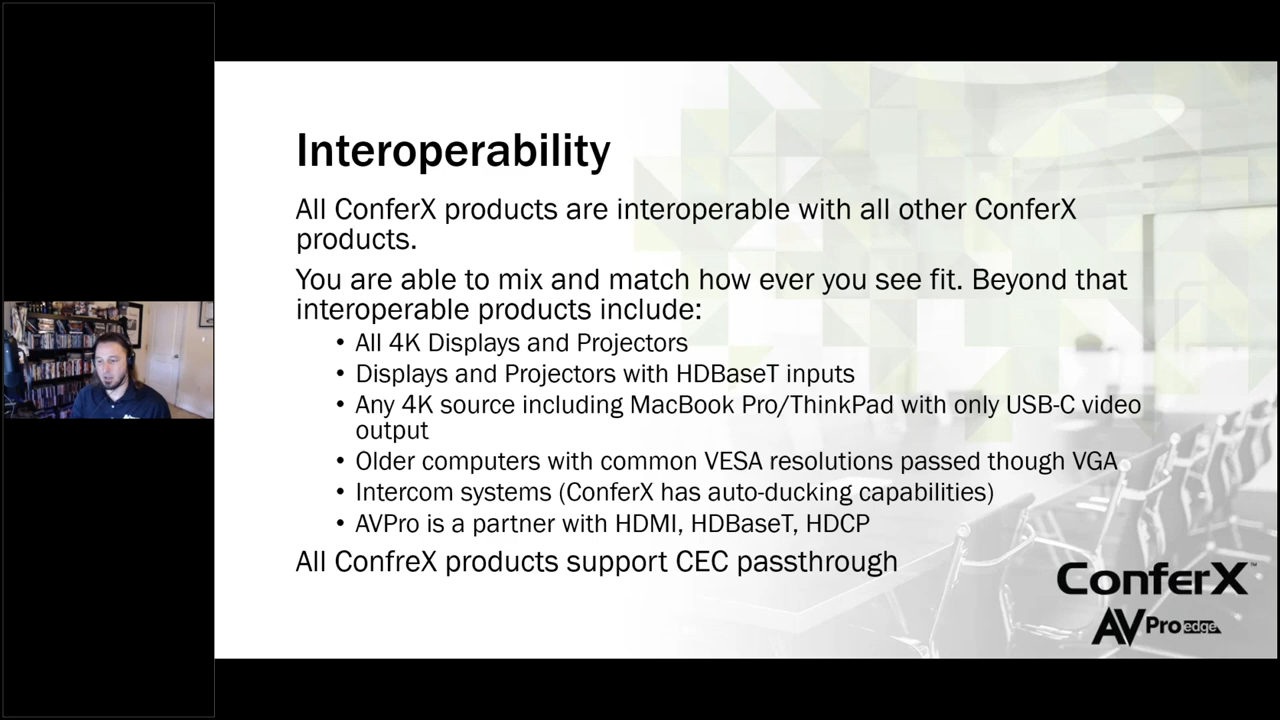 Interoperability
All ConferX products are interoperable with all other ConferX
products.
You are able to mix and match how ever you see fit. Beyond that
interoperable products include:
• All 4K Displays and Projectors
• Displays and Projectors with HDBaseT inputs
• Any 4K source including MacBook Pro/ThinkPad with only USB-C video
output
• Older computers with common VESA resolutions passed though VGA
• Intercom systems (ConferX has auto-ducking capabilities)
• AVPro is a partner with HDMI, HDBaseT, HDCP
All ConfreX products support CEC passthrough
ConferX™
AVPro edge